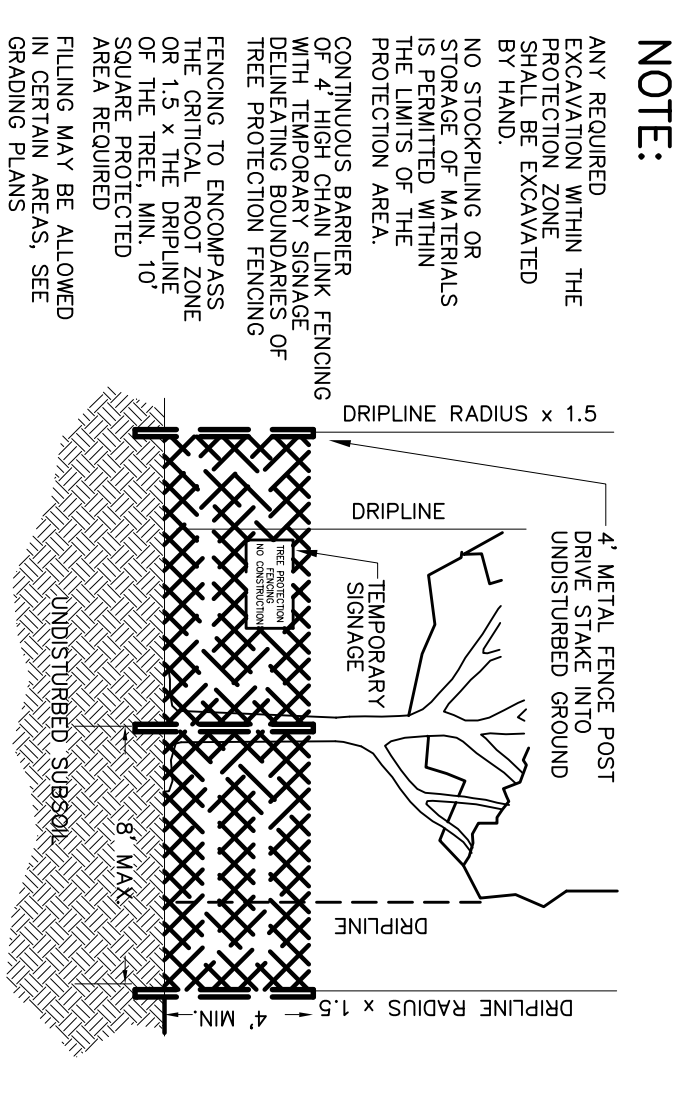 NOTE:
ANY REQUIRED
EXCAVATION WITHIN THE
PROTECTION ZONE
SHALL BE EXCAVATED
BY HAND.
NO STOCKPILING OR
STORAGE OF MATERIALS
IS PERMITTED WITHIN
THE LIMITS OF THE
PROTECTION AREA.
CONTINUOUS BARRIER
OF 4' HIGH CHAIN LINK FENCING
WITH TEMPORARY SIGNAGE
DELINEATING BOUNDARIES OF
TREE PROTECTION FENCING
FENCING TO ENCOMPASS
THE CRITICAL ROOT ZONE
OR 1.5 x THE DRIPLINE
OF THE TREE, MIN. 10'
SQUARE PROTECTED
AREA REQUIRED
FILLING MAY BE ALLOWED
IN CERTAIN AREAS, SEE
GRADING PLANS
DRIPLINE RADIUS x 1.5
DRIPLINE
4' METAL FENCE POST
DRIVE STAKE INTO
UNDISTURBED GROUND
TEMPORARY
SIGNAGE
TREE PROTECTION
FENCING
NO CONSTRUCTION
UNDISTURBED SUBSOIL
8' MAX.
DRIPLINE
DRIPLINE RADIUS x 1.5
4' MIN.